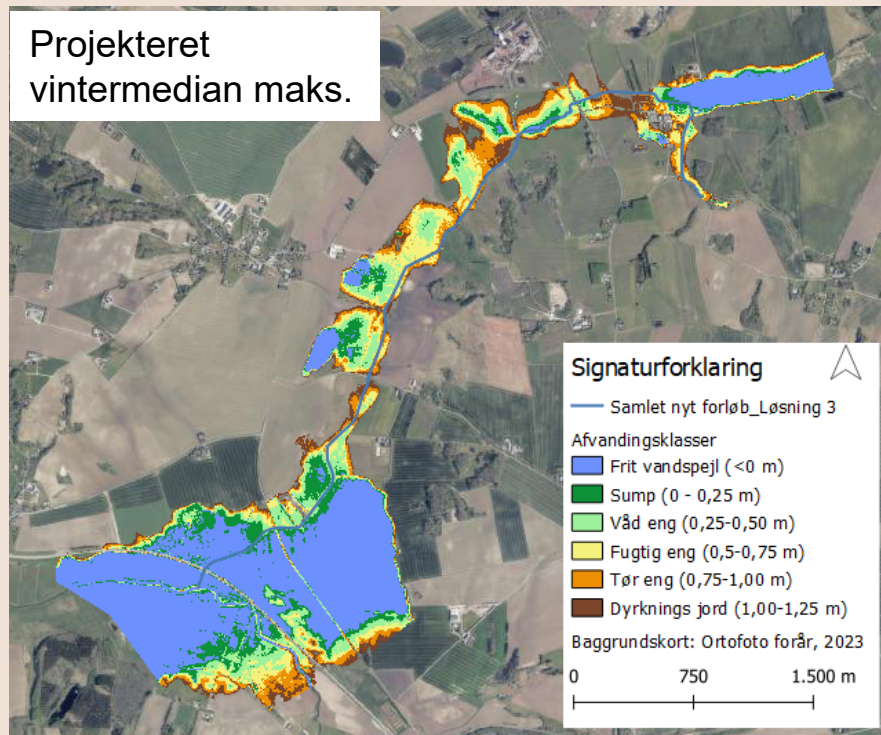 Projekteret
vintermedian maks.
Signaturforklaring
Samlet nyt forløb_Løsning 3
Afvandingsklasser
Frit vandspejl (<0 m)
Sump (0 - 0,25 m)
Våd eng (0,25-0,50 m)
Fugtig eng (0,5-0,75 m)
Tør eng (0,75-1,00 m)
Dyrknings jord (1,00-1,25 m)
Baggrundskort: Ortofoto forår, 2023
0 750 1.500 m